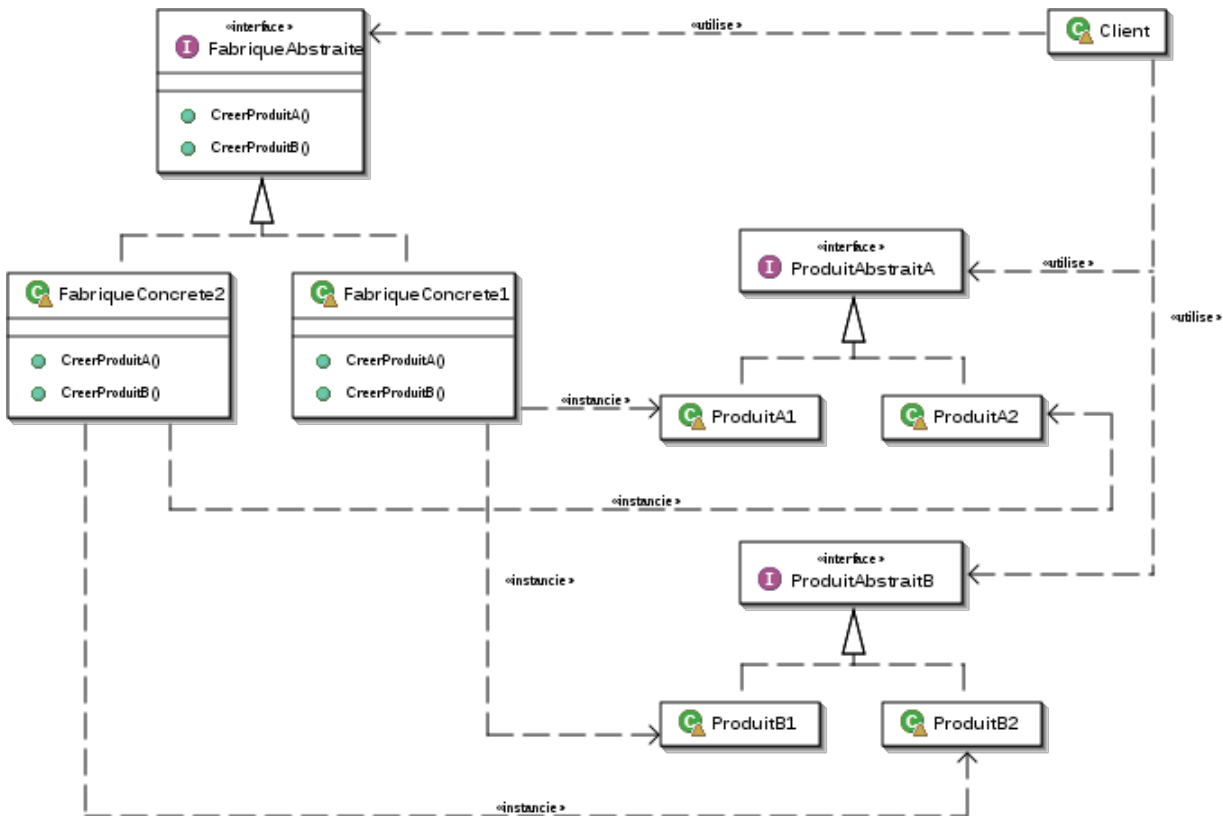 «interface»
I FabriqueAbstraite
CreerProduitA()
CreerProduitB()
«utilise»
C Client
C FabriqueConcrete2
CreerProduitA()
CreerProduitB()
C FabriqueConcrete1
CreerProduitA()
CreerProduitB()
«interface»
I ProduitAbstraitA
«utilise»
«utilise»
«instancie»
C ProduitA1
C ProduitA2
«instancie»
«interface»
I ProduitAbstraitB
«instancie»
C ProduitB1
C ProduitB2
«instancie»